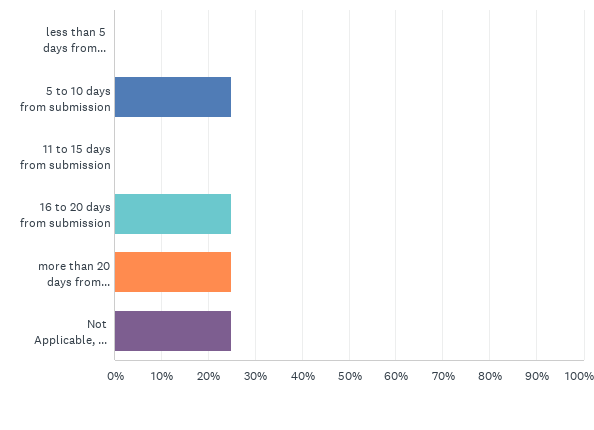 less than 5
days from...
5 to 10 days
from submission
11 to 15 days
from submission
16 to 20 days
from submission
more than 20
days from...
Not
Applicable, ...
0% 10% 20% 30% 40% 50% 60% 70% 80% 90% 100%